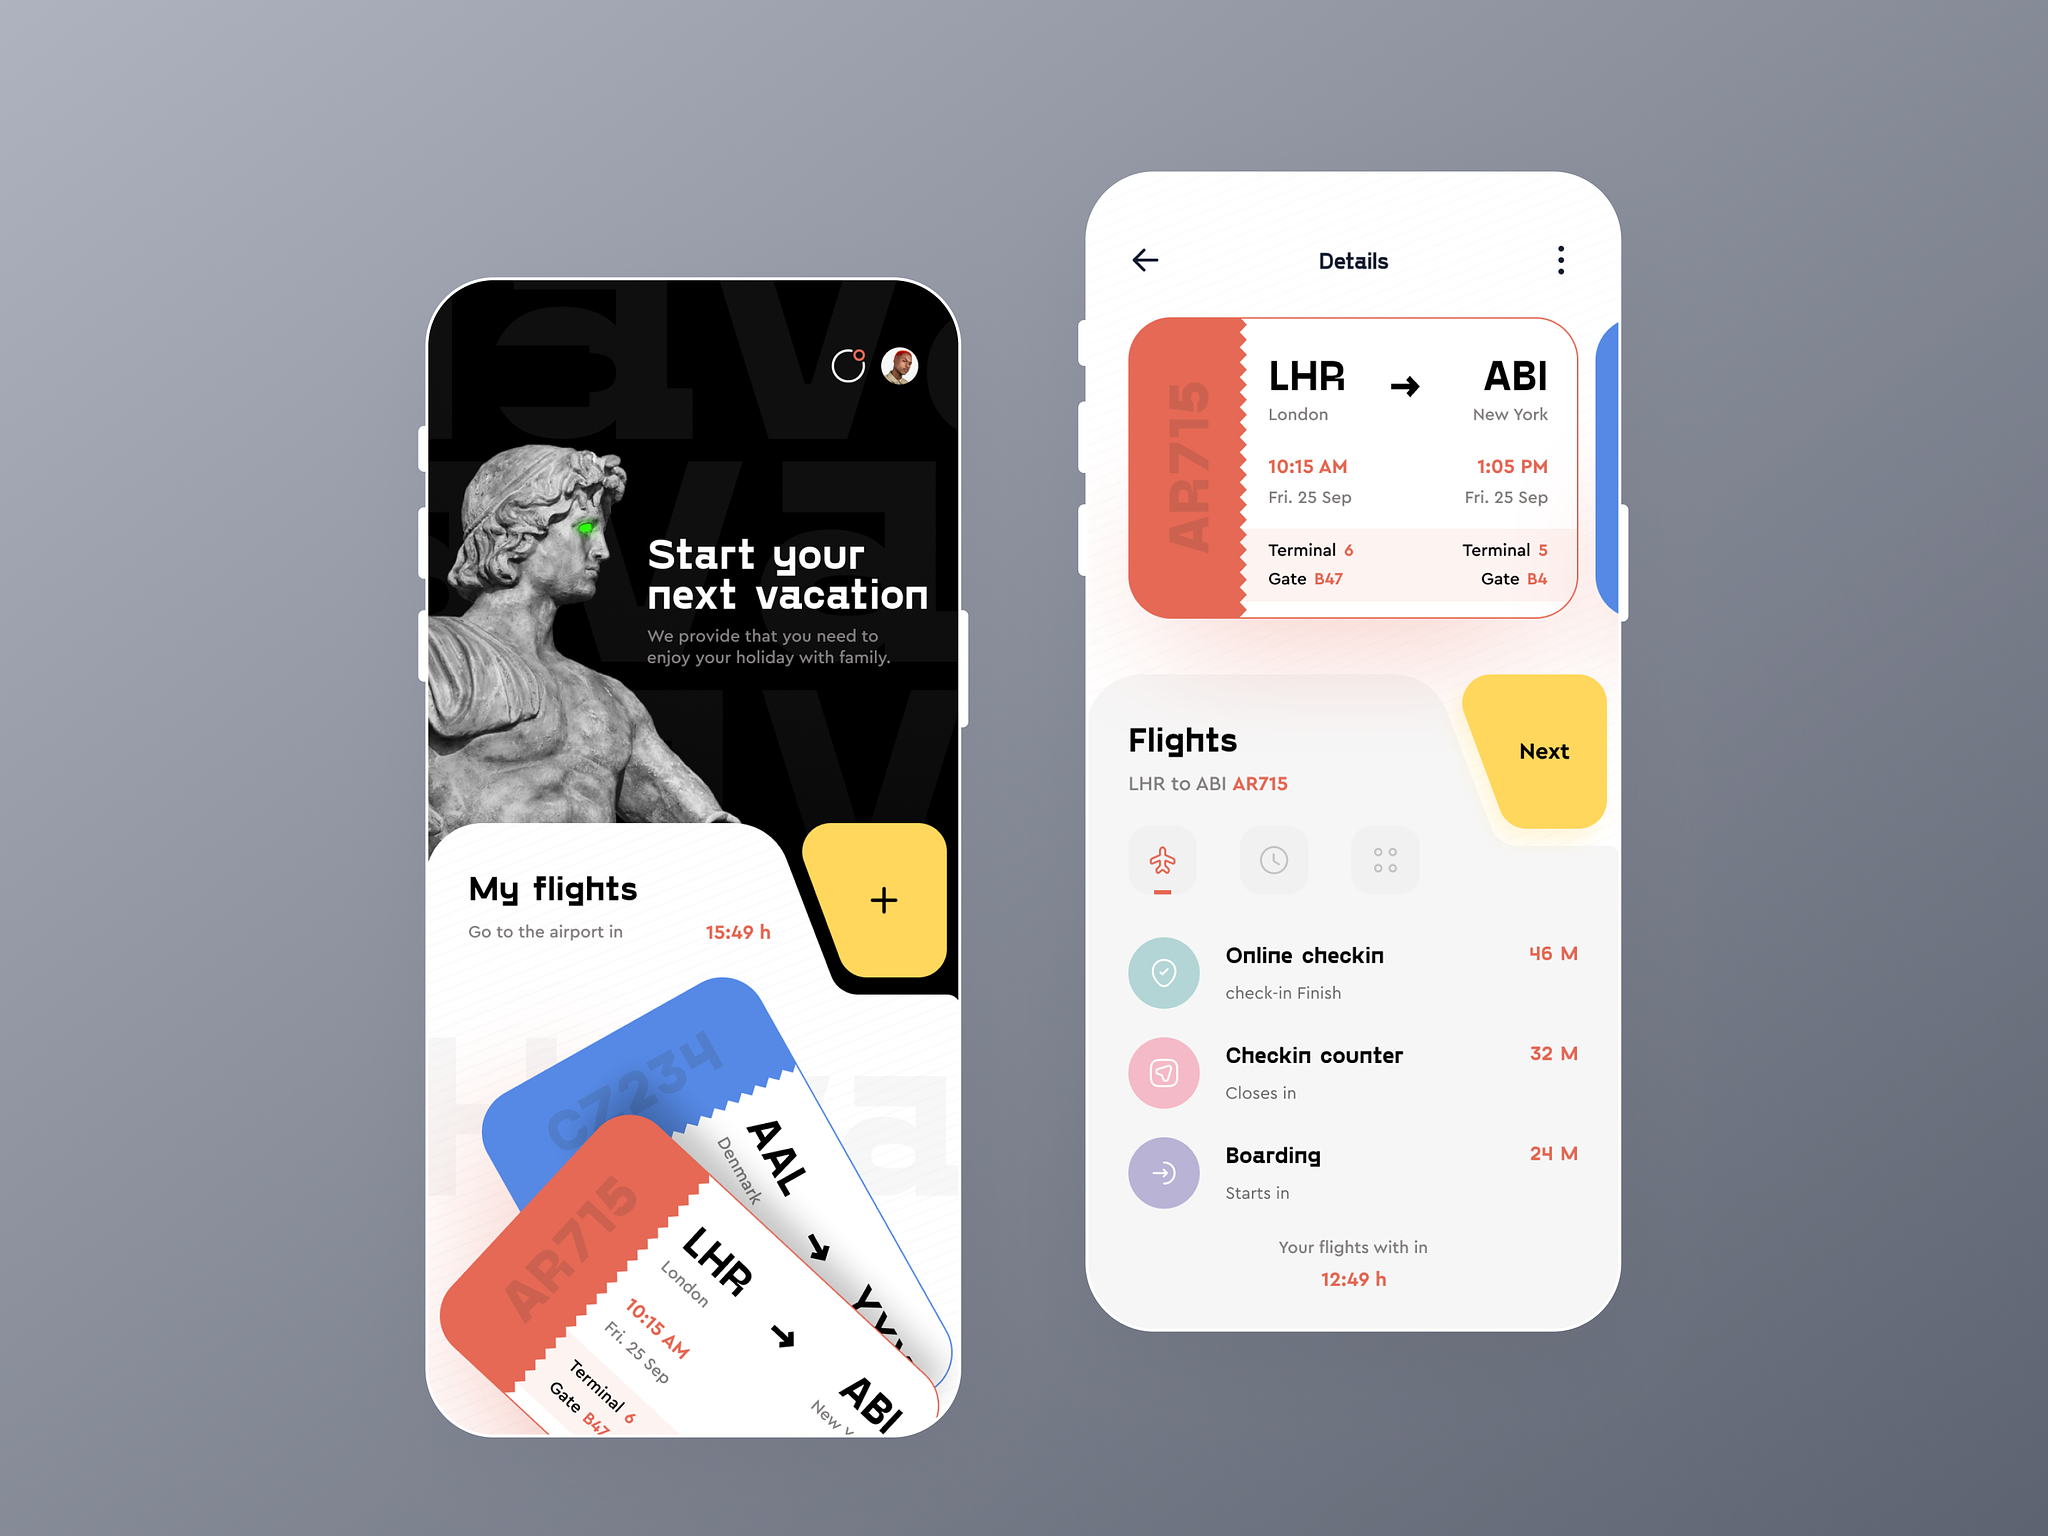 Start your
next vacation
We provide that you need to
enjoy your holiday with family.
My flights
Go to the airport in
15:49 h
CZ234
AAL
Denmark
AR715
LHR
London
10:15 AM
Fri. 25 Sep
Terminal 6
Gate B47
ABI
New
Details
AR715
LHR
ABI
London
New York
10:15 AM
1:05 PM
Fri. 25 Sep
Fri. 25 Sep
Terminal 6
Terminal 5
Gate B47
Gate B4
Flights
LHR to ABI AR715
Next
Online checkin
46 M
check-in Finish
Checkin counter
32 M
Closes in
Boarding
24 M
Starts in
Your flights with in
12:49 h